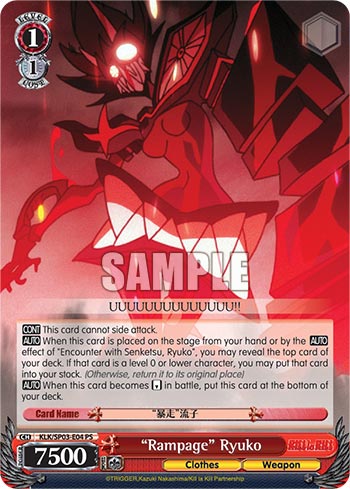 LEVEL
1
1
COST
SAMPLE
UUUUUUUUUUUUUU!!
CONT This card cannot side attack.
AUTO When this card is placed on the stage from your hand or by the AUTO
effect of "Encounter with Senketsu, Ryuko", you may reveal the top card of
your deck. If that card is a level 0 or lower character, you may put that card
into your stock. (Otherwise, return it to its original place)
AUTO When this card becomes in battle, put this card at the bottom of
your deck.
Card Name "暴走"流子
KLK/SP03-E04 PS
POWER
7500
"Rampage" Ryuko
Clothes
Weapon
©TRIGGER,Kazuki Nakashima/Kill la Kill Partnership